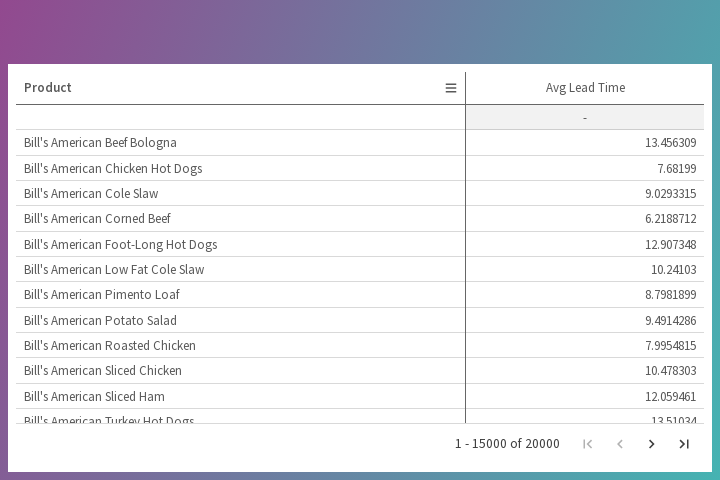 Product Avg Lead Time
-
Bill's American Beef Bologna 13.456309
Bill's American Chicken Hot Dogs 7.68199
Bill's American Cole Slaw 9.0293315
Bill's American Corned Beef 6.2188712
Bill's American Foot-Long Hot Dogs 12.907348
Bill's American Low Fat Cole Slaw 10.24103
Bill's American Pimento Loaf 8.7981899
Bill's American Potato Salad 9.4914286
Bill's American Roasted Chicken 7.9954815
Bill's American Sliced Chicken 10.478303
Bill's American Sliced Ham 12.059461
Bill's American Turkey Hot Dogs 13.51034
1 - 15000 of 20000